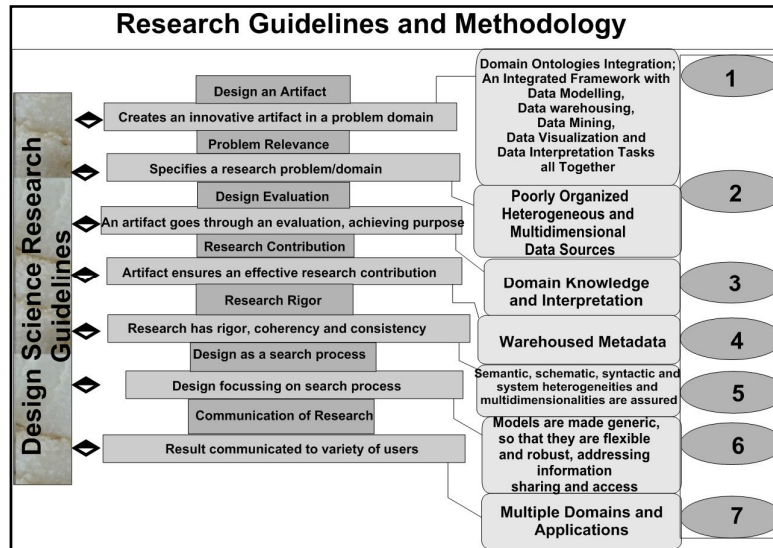 Research Guidelines and Methodology
Design Science Research
Guidelines
Design an Artifact
Creates an innovative artifact in a problem domain
Problem Relevance
Specifies a research problem/domain
Design Evaluation
An artifact goes through an evaluation, achieving purpose
Research Contribution
Artifact ensures an effective research contribution
Research Rigor
Research has rigor, coherency and consistency
Design as a search process
Design focussing on search process
Communication of Research
Result communicated to variety of users
Domain Ontologies Integration;
An Integrated Framework with
Data Modelling,
Data warehousing,
Data Mining,
Data Visualization and
Data Interpretation Tasks
all Together
1
Poorly Organized
Heterogeneous and
Multidimensional
Data Sources
2
Domain Knowledge
and Interpretation
3
Warehoused Metadata
4
Semantic, schematic, syntactic and
system heterogeneities and
multidimensionalities are assured
5
Models are made generic,
so that they are flexible
and robust, addressing
information
sharing and access
6
Multiple Domains and
Applications
7